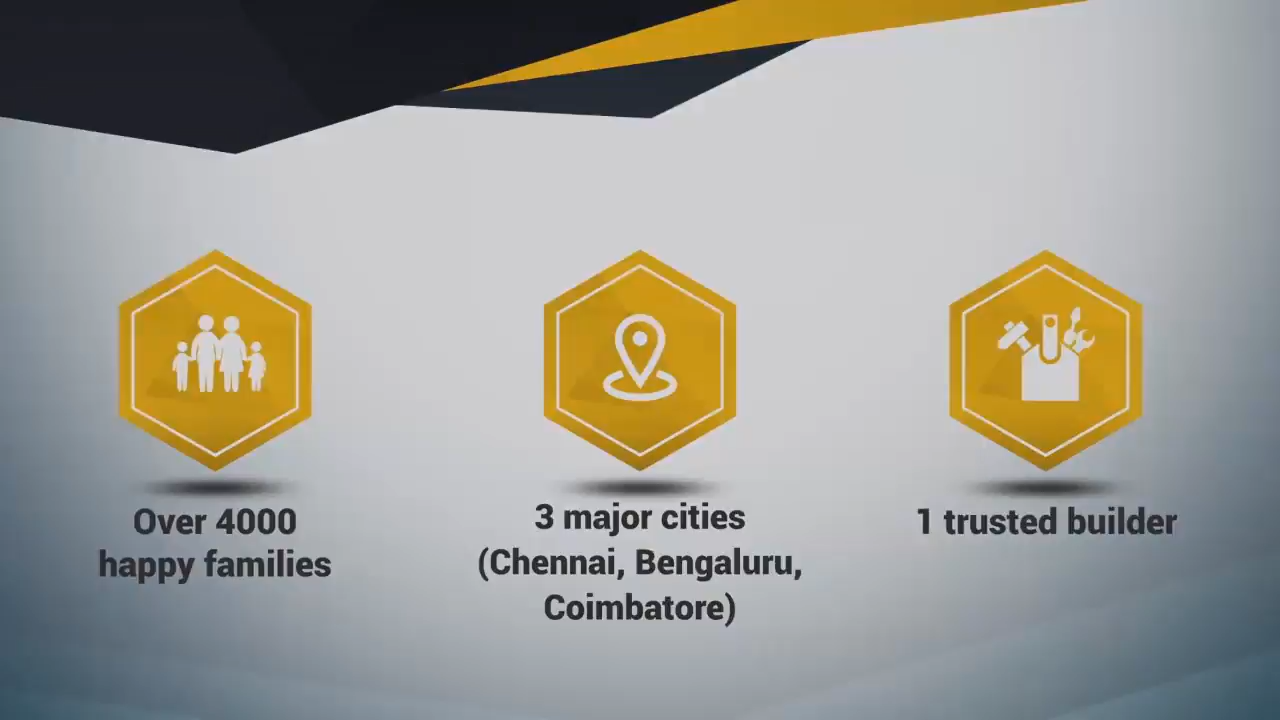 Over 4000
happy families
3 major cities
(Chennai, Bengaluru,
Coimbatore)
1 trusted builder